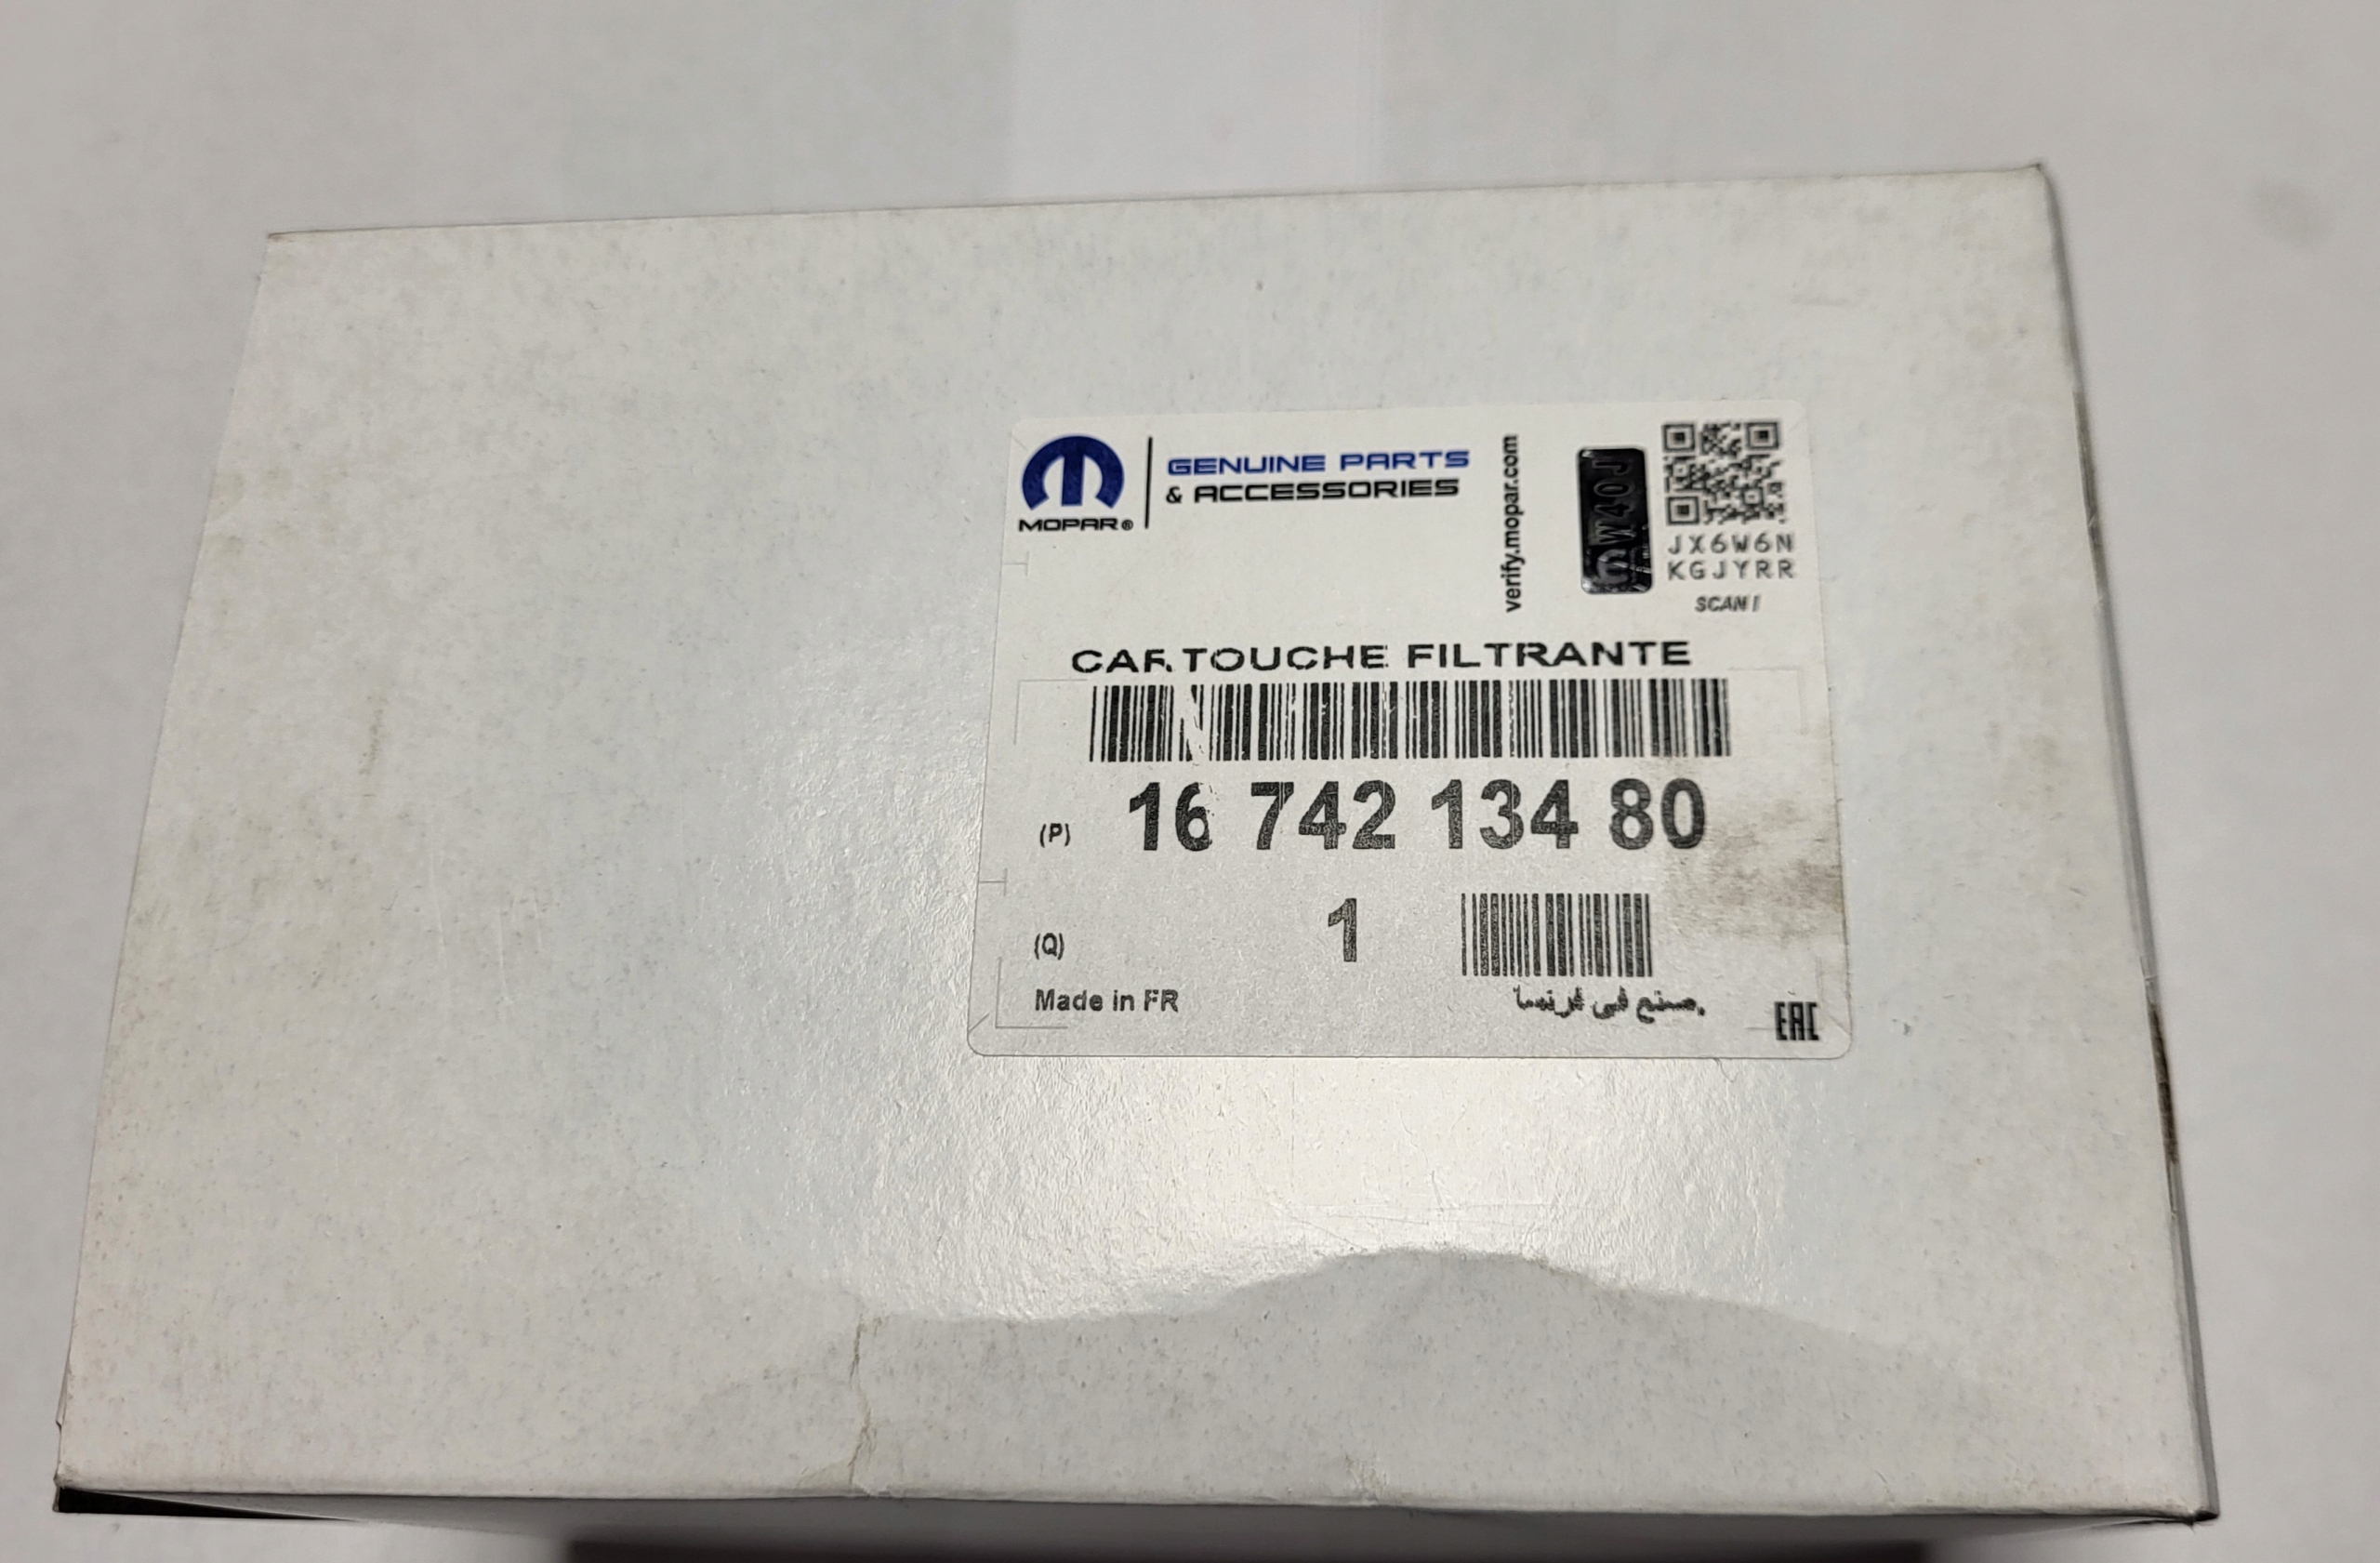 MOPAR®
GENUINE PARTS
& ACCESSORIES
verify.mopar.com
JX6W6N
KGJYRR
SCAN!
CARTOUCHE FILTRANTE
(P) 16 742 134 80
(Q) 1
Made in FR
صنع في فرنسا
EAC